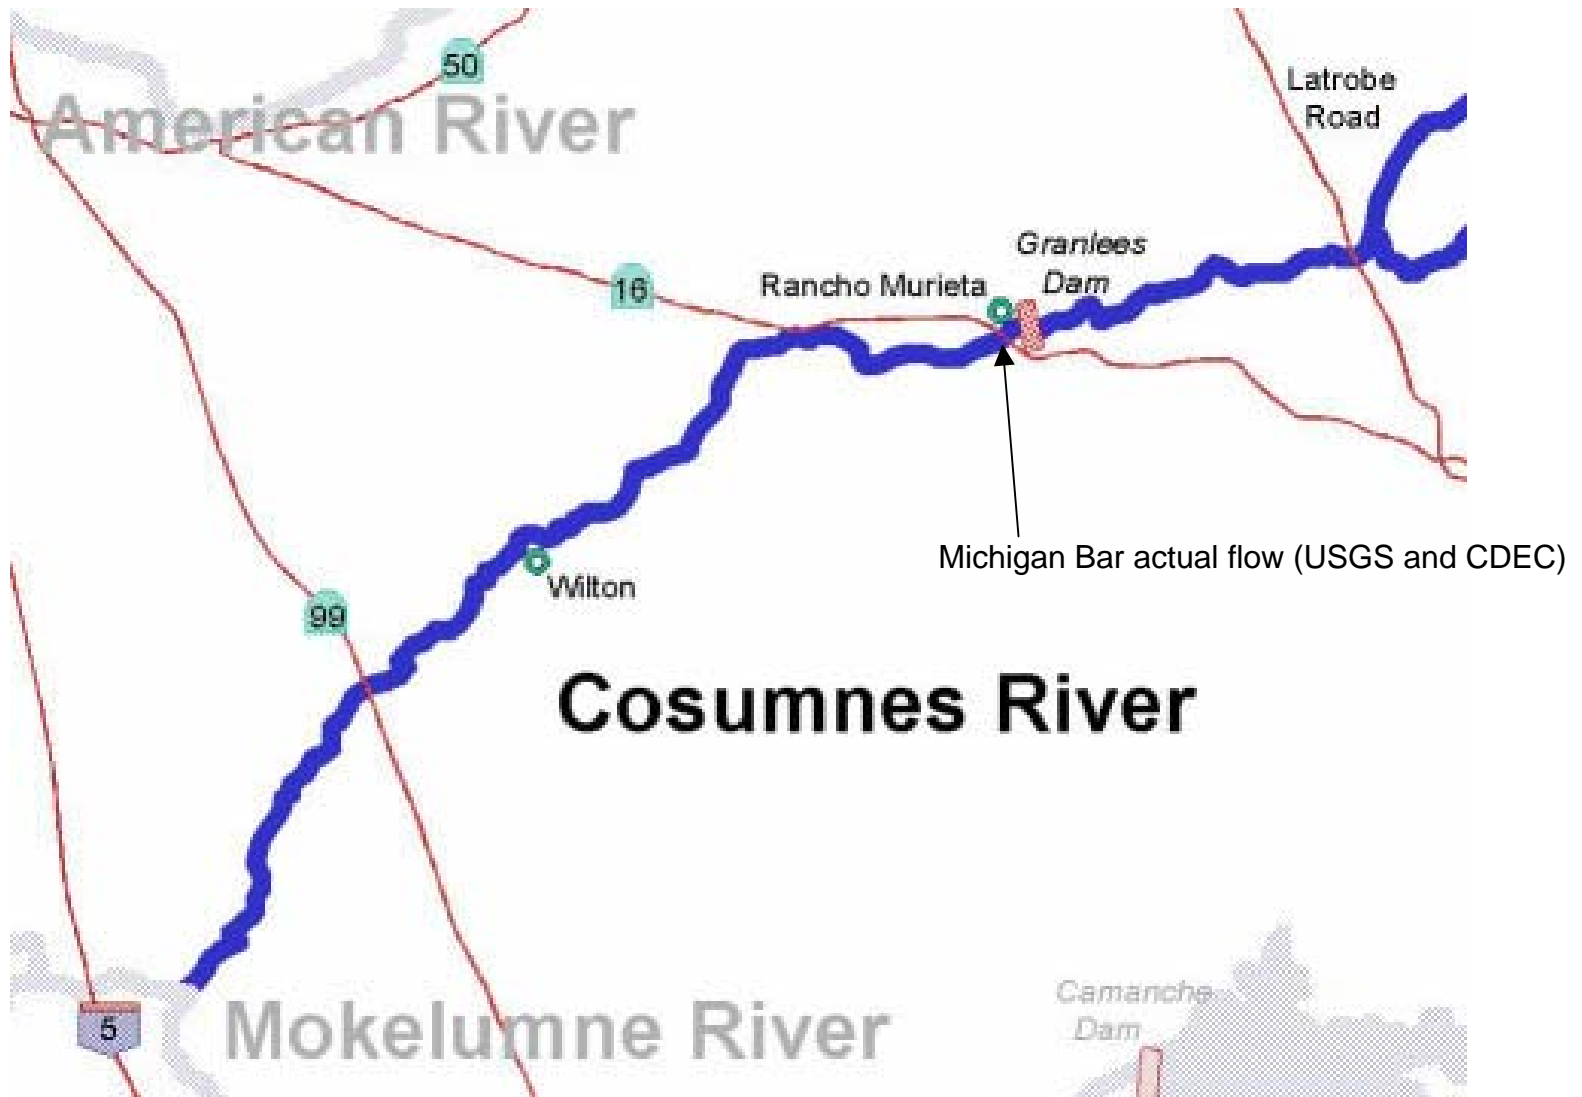 50
American River
Latrobe
Road
Granlees
Dam
Rancho Murieta
16
Michigan Bar actual flow (USGS and CDEC)
Wilton
99
Cosumnes River
Camanche
Dam
5
Mokelumne River